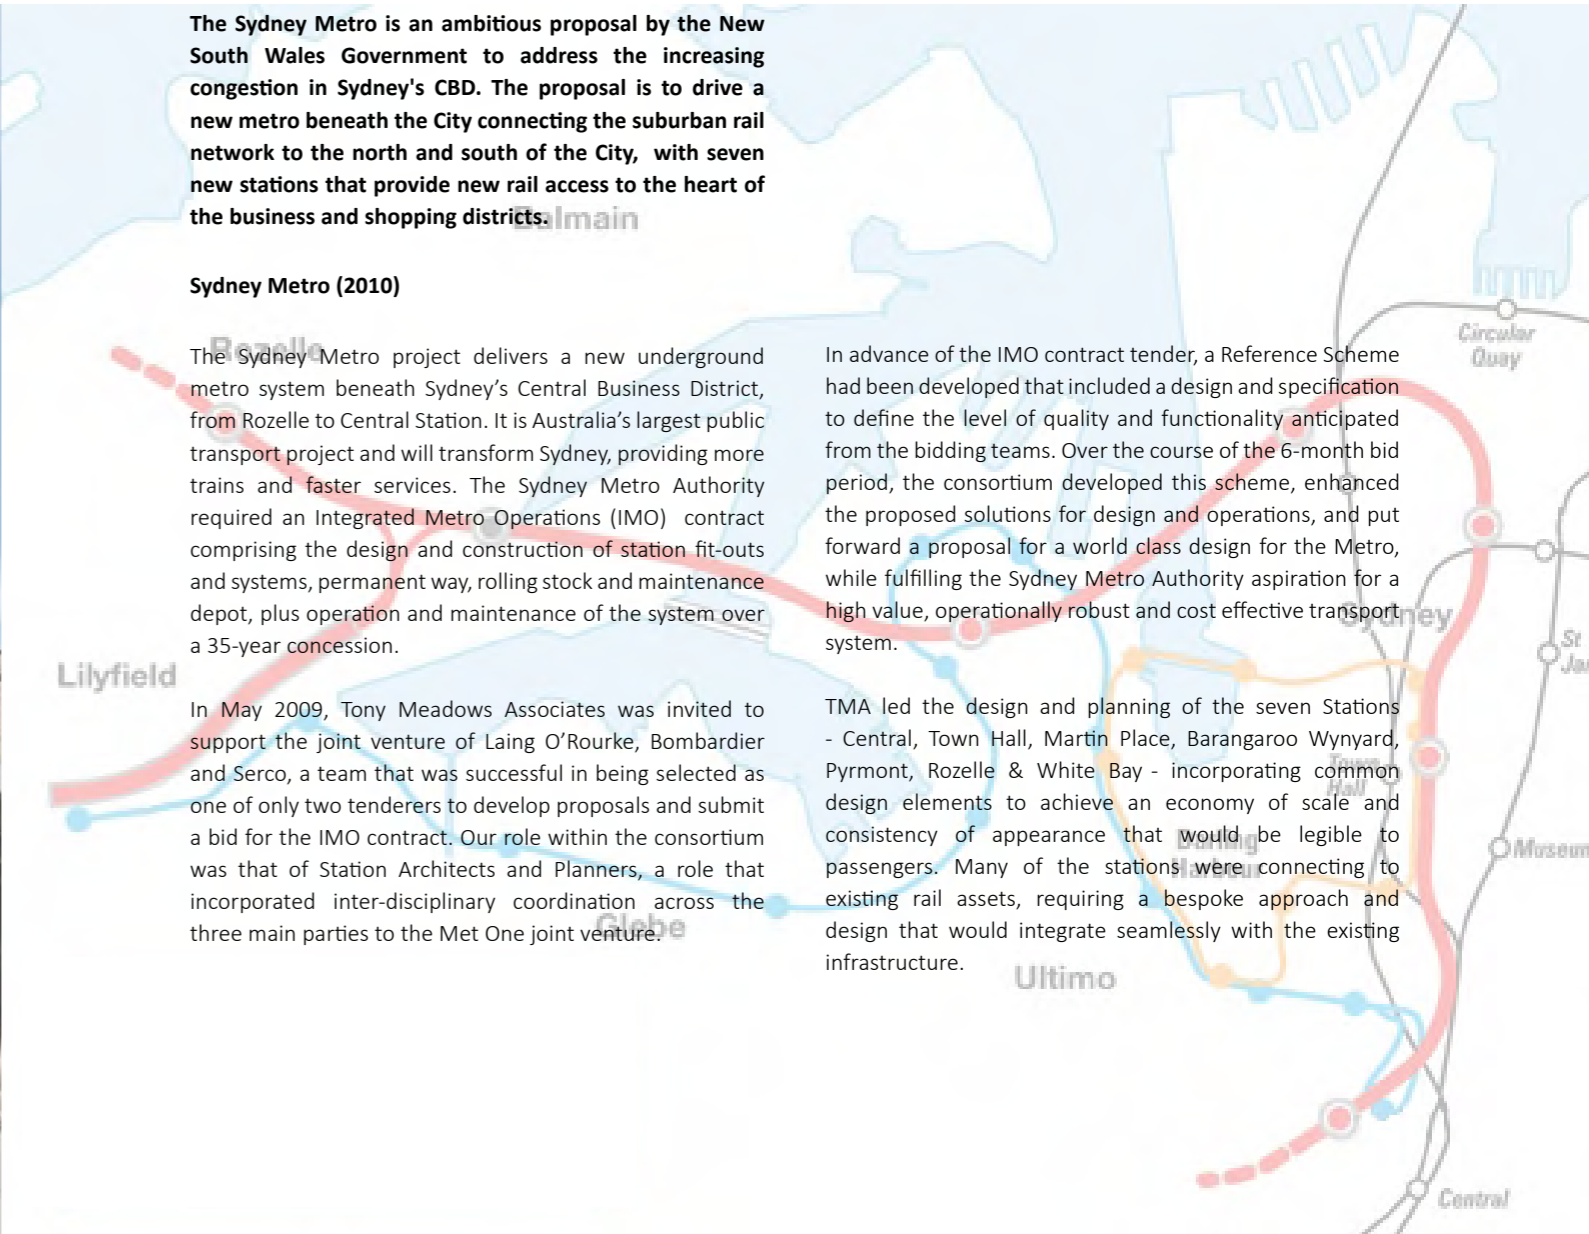 The Sydney Metro is an ambitious proposal by the New
South Wales Government to address the increasing
congestion in Sydney's CBD. The proposal is to drive a
new metro beneath the City connecting the suburban rail
network to the north and south of the City, with seven
new stations that provide new rail access to the heart of
the business and shopping districts.
Balmain
Sydney Metro (2010)
Rozelle
The Sydney Metro project delivers a new underground
metro system beneath Sydney’s Central Business District,
from Rozelle to Central Station. It is Australia’s largest public
transport project and will transform Sydney, providing more
trains and faster services. The Sydney Metro Authority
required an Integrated Metro Operations (IMO) contract
comprising the design and construction of station fit-outs
and systems, permanent way, rolling stock and maintenance
depot, plus operation and maintenance of the system over
a 35-year concession.
Lilyfield
In May 2009, Tony Meadows Associates was invited to
support the joint venture of Laing O’Rourke, Bombardier
and Serco, a team that was successful in being selected as
one of only two tenderers to develop proposals and submit
a bid for the IMO contract. Our role within the consortium
was that of Station Architects and Planners, a role that
incorporated inter-disciplinary coordination across the
three main parties to the Met One joint venture.
Glebe
In advance of the IMO contract tender, a Reference Scheme
had been developed that included a design and specification
to define the level of quality and functionality anticipated
from the bidding teams. Over the course of the 6-month bid
period, the consortium developed this scheme, enhanced
the proposed solutions for design and operations, and put
forward a proposal for a world class design for the Metro,
while fulfilling the Sydney Metro Authority aspiration for a
high value, operationally robust and cost effective transport
system.
TMA led the design and planning of the seven Stations
- Central, Town Hall, Martin Place, Barangaroo Wynyard,
Pyrmont, Rozelle & White Bay - incorporating common
design elements to achieve an economy of scale and
consistency of appearance that would be legible to
passengers. Many of the stations were connecting to
existing rail assets, requiring a bespoke approach and
design that would integrate seamlessly with the existing
infrastructure.
Circular
Quay
Sydney
St
Town
Hall
Darling
Harbour
Museum
Ultimo
Central